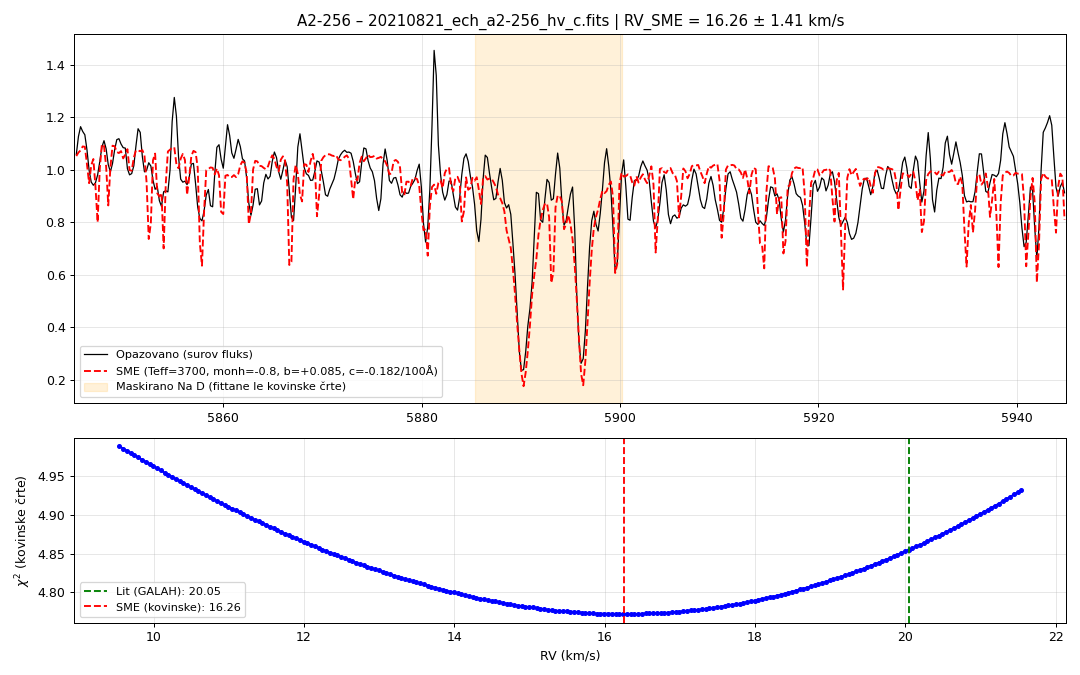 A2-256 – 20210821_ech_a2-256_hv_c.fits | RV_SME = 16.26 ± 1.41 km/s
1.4
1.2
1.0
0.8
0.6
0.4
0.2
Opazovano (surov fluks)
SME (Teff=3700, monh=-0.8, b=+0.085, c=-0.182/100Å)
Maskirano Na D (fittane le kovinske črte)
5860 5880 5900 5920 5940
χ² (kovinske črte)
4.95
4.90
4.85
4.80
Lit (GALAH): 20.05
SME (kovinske): 16.26
10 12 14 16 18 20 22
RV (km/s)